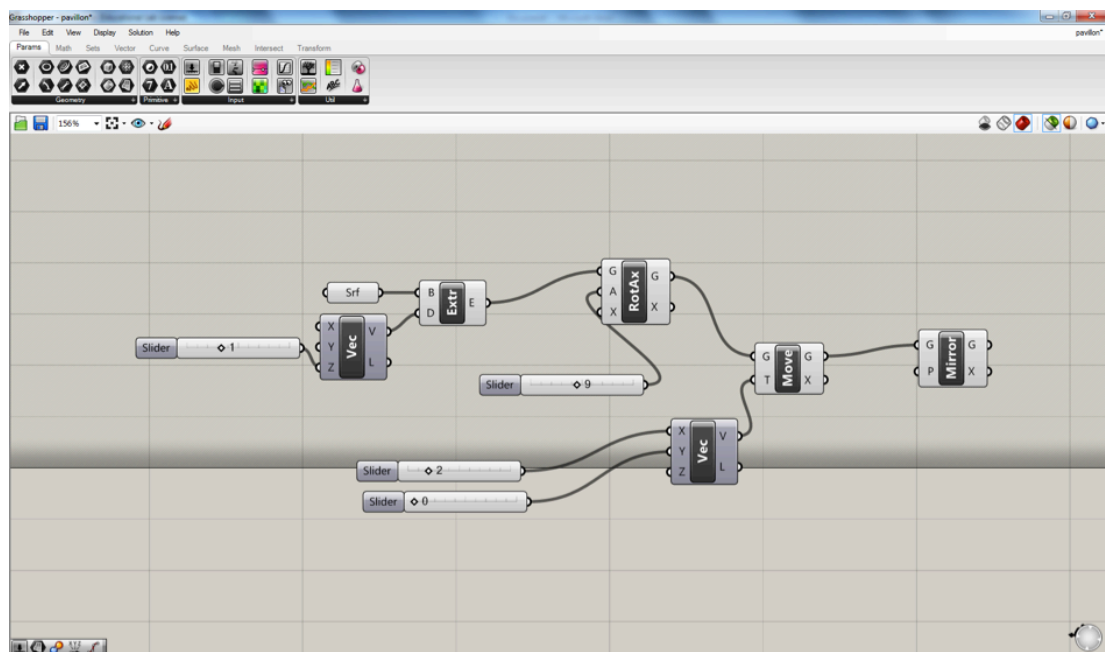 Grasshopper - pavillon*
File Edit View Display Solution Help pavillon*
Params Math Sets Vector Curve Surface Mesh Intersect Transform
Geometry Primitive Input Util
156%
Srf
B
D
Extr
E
X
Y
Z
Vec
V
L
Slider 1
G
A
X
RotAx
G
X
Slider 9
G
T
Move
G
X
G
P
Mirror
G
X
X
Y
Z
Vec
V
L
Slider 2
Slider 0